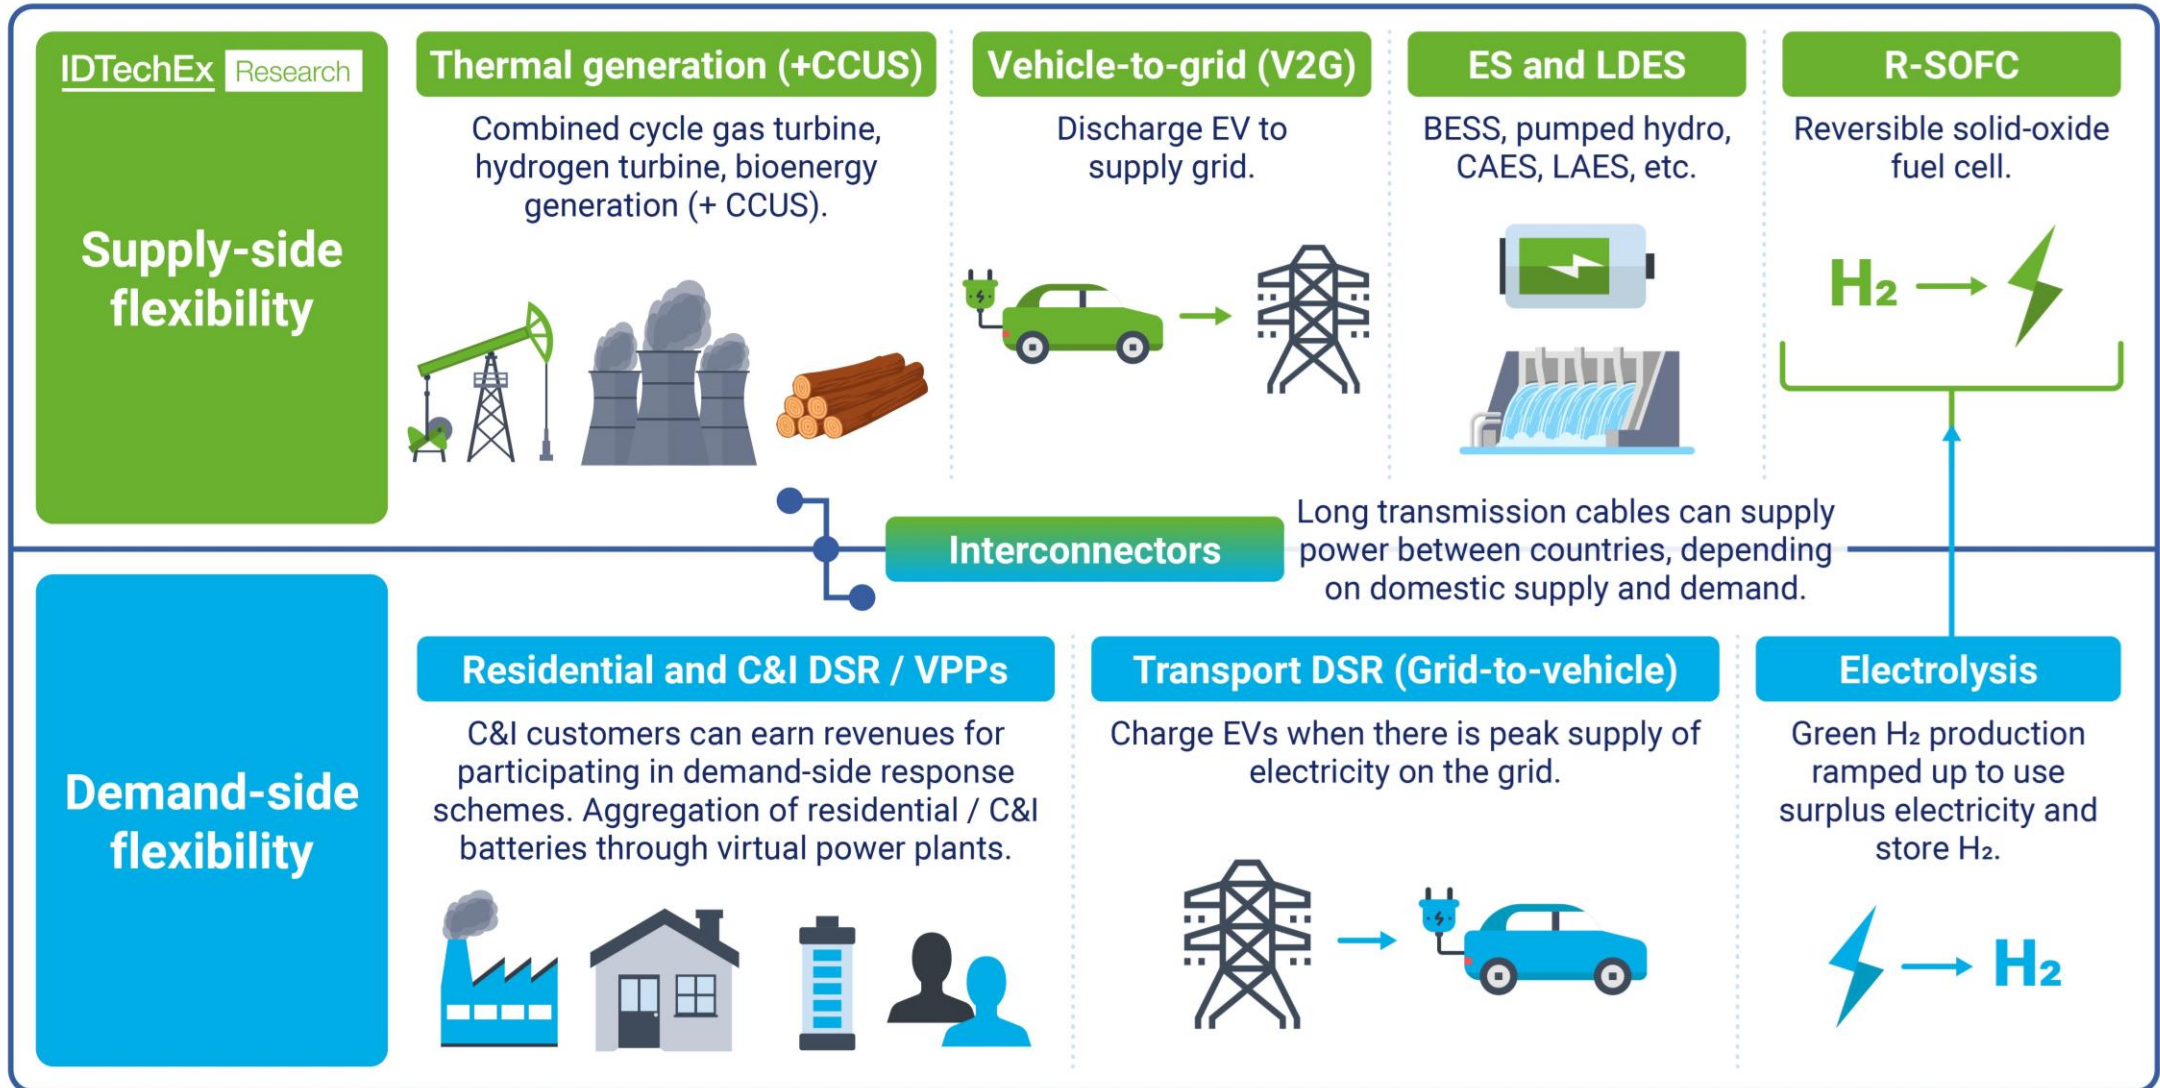 IDTechEx Research
Supply-side
flexibility
Thermal generation (+CCUS)
Combined cycle gas turbine,
hydrogen turbine, bioenergy
generation (+ CCUS).
Vehicle-to-grid (V2G)
Discharge EV to
supply grid.
ES and LDES
BESS, pumped hydro,
CAES, LAES, etc.
R-SOFC
Reversible solid-oxide
fuel cell.
H₂
Interconnectors
Long transmission cables can supply
power between countries, depending
on domestic supply and demand.
Demand-side
flexibility
Residential and C&I DSR / VPPs
C&I customers can earn revenues for
participating in demand-side response
schemes. Aggregation of residential / C&I
batteries through virtual power plants.
Transport DSR (Grid-to-vehicle)
Charge EVs when there is peak supply of
electricity on the grid.
Electrolysis
Green H₂ production
ramped up to use
surplus electricity and
store H₂.
H₂